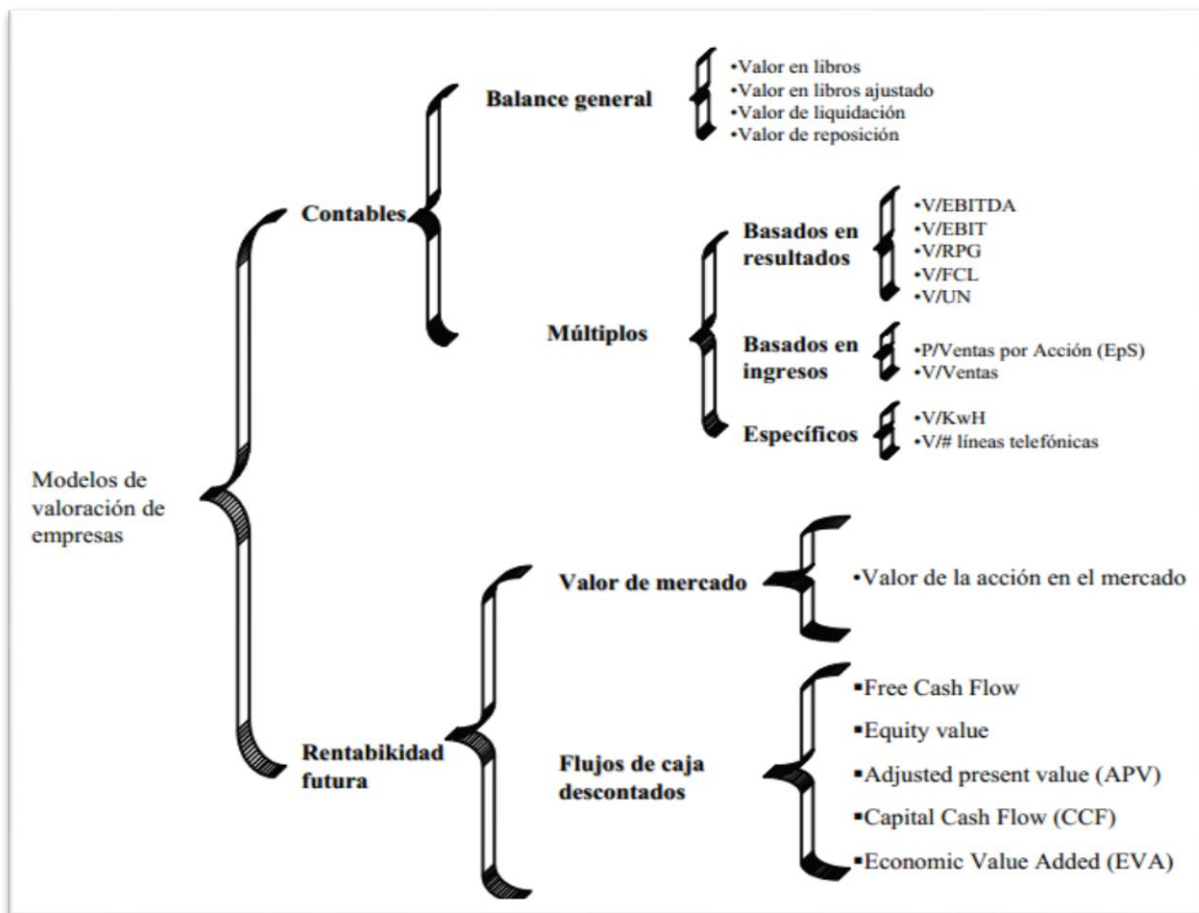 Modelos de
valoración de
empresas
Contables
Balance general
•Valor en libros
•Valor en libros ajustado
•Valor de liquidación
•Valor de reposición
Múltiplos
Basados en
resultados
•V/EBITDA
•V/EBIT
•V/RPG
•V/FCL
•V/UN
Basados en
ingresos
•P/Ventas por Acción (EpS)
•V/Ventas
Específicos
•V/KwH
•V/# líneas telefónicas
Rentabikidad
futura
Valor de mercado
•Valor de la acción en el mercado
Flujos de caja
descontados
▪Free Cash Flow
▪Equity value
▪Adjusted present value (APV)
▪Capital Cash Flow (CCF)
▪Economic Value Added (EVA)